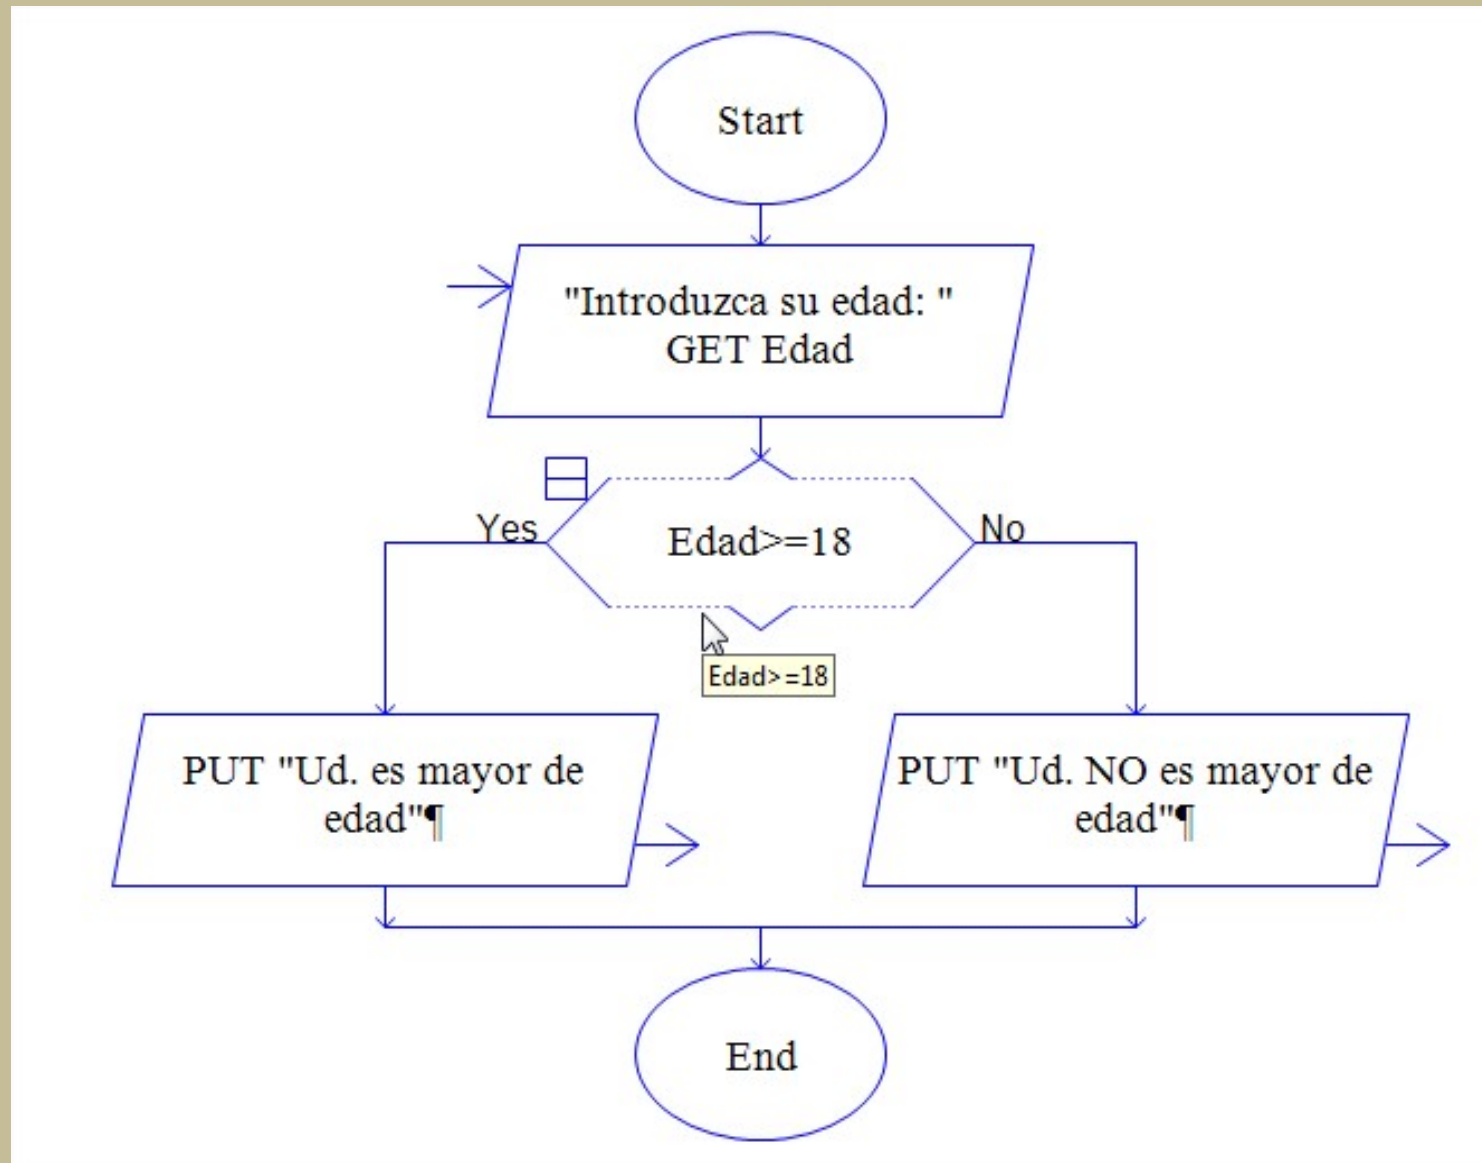 Start
"Introduzca su edad: "
GET Edad
Yes
Edad>=18
No
Edad>=18
PUT "Ud. es mayor de
edad"¶
PUT "Ud. NO es mayor de
edad"¶
End